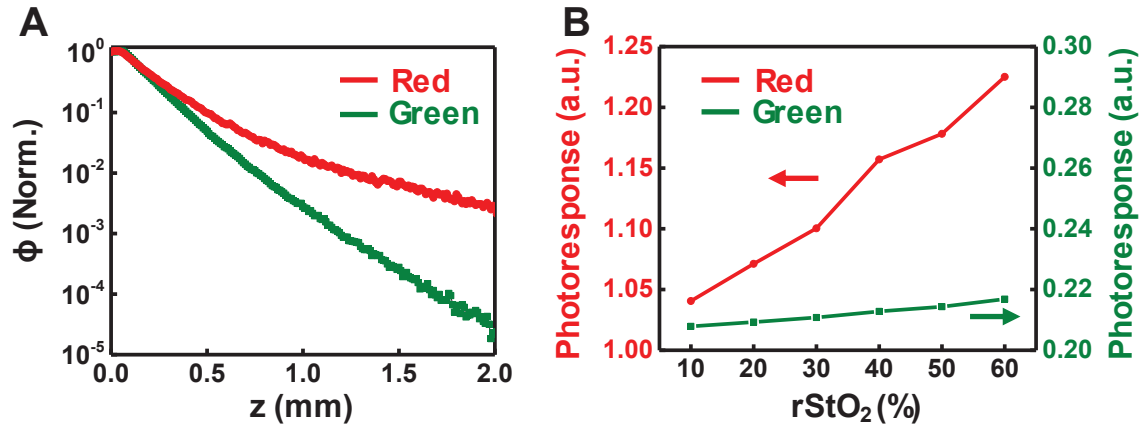 A
ϕ (Norm.)
10⁰
10⁻¹
10⁻²
10⁻³
10⁻⁴
10⁻⁵
Red
Green
0.0 0.5 1.0 1.5 2.0
z (mm)
B
Photoresponse (a.u.)
1.25
1.20
1.15
1.10
1.05
1.00
Red
Green
0.30
0.28
0.26
0.24
0.22
0.20
Photoresponse (a.u.)
10 20 30 40 50 60
rStO₂ (%)